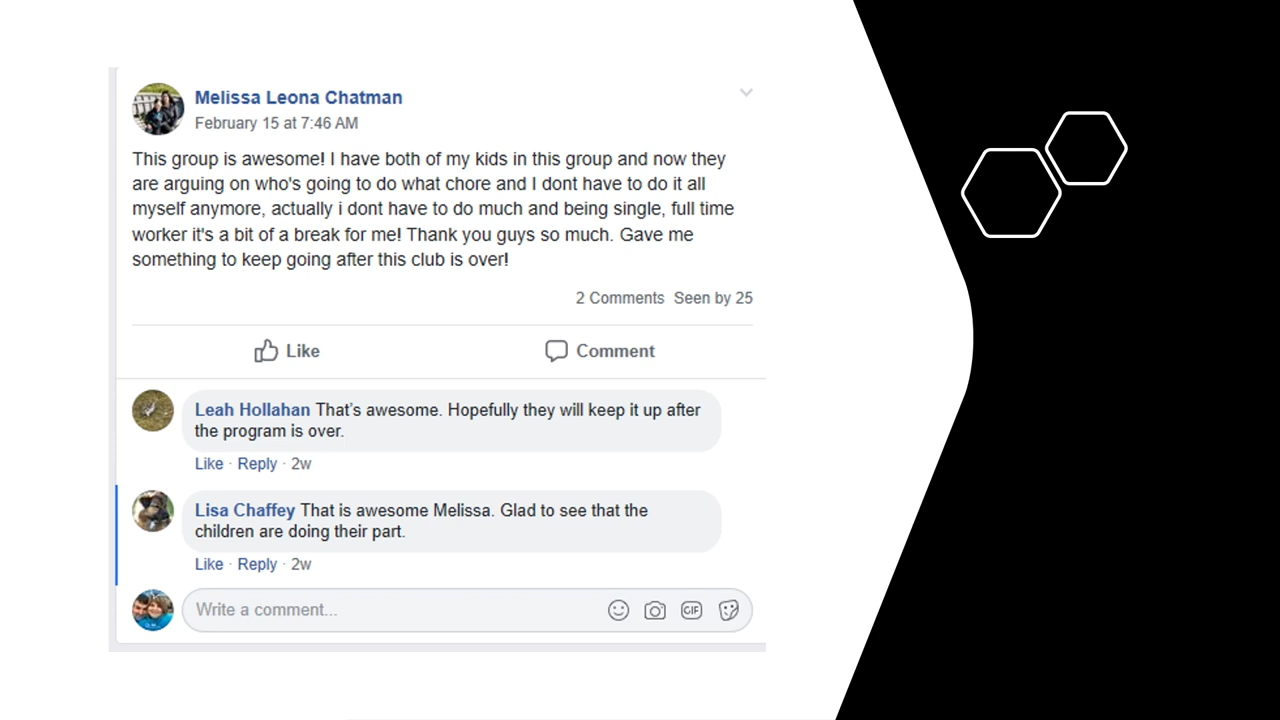 Melissa Leona Chatman
February 15 at 7:46 AM
This group is awesome! I have both of my kids in this group and now they
are arguing on who's going to do what chore and I dont have to do it all
myself anymore, actually i dont have to do much and being single, full time
worker it's a bit of a break for me! Thank you guys so much. Gave me
something to keep going after this club is over!
2 Comments Seen by 25
Like Comment
Leah Hollahan That's awesome. Hopefully they will keep it up after
the program is over.
Like · Reply · 2w
Lisa Chaffey That is awesome Melissa. Glad to see that the
children are doing their part.
Like · Reply · 2w
Write a comment... GIF